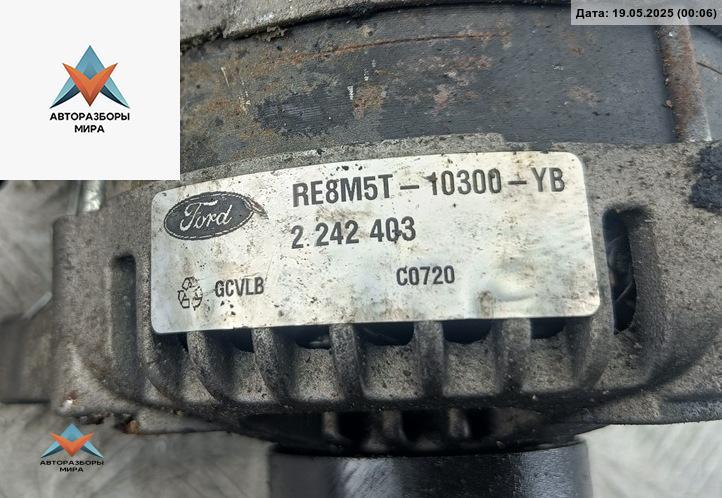 Дата: 19.05.2025 (00:06)
АВТОРАЗБОРЫ
МИРА
Ford
RE8M5T-10300-YB
2 242 403
GCVLB
C0720
АВТОРАЗБОРЫ
МИРА